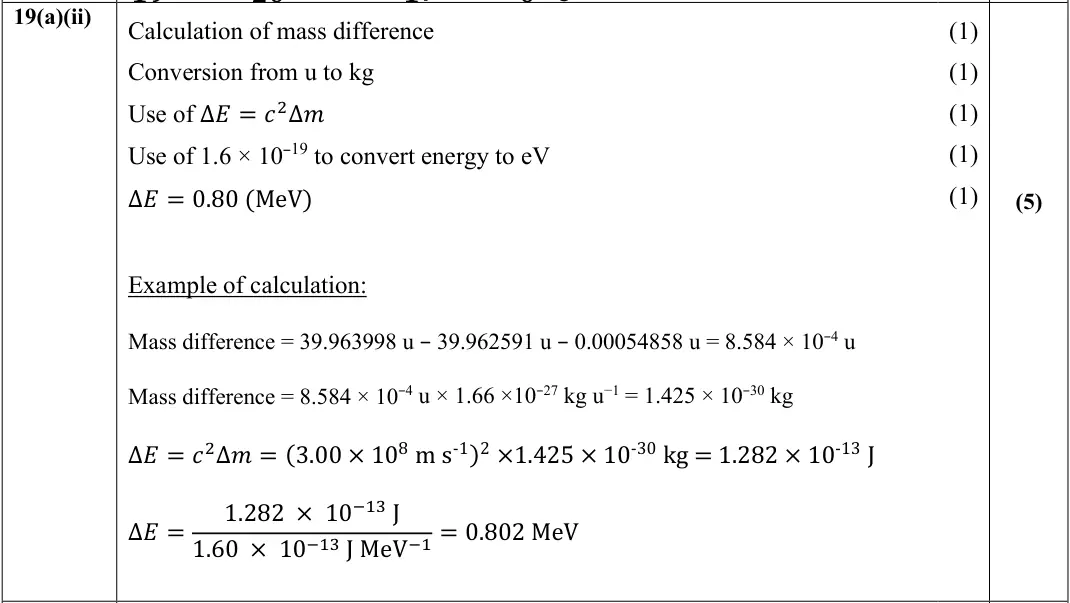 19(a)(ii)
Calculation of mass difference (1)
Conversion from u to kg (1)
Use of Δ𝐸 = 𝑐²Δ𝑚 (1)
Use of 1.6 × 10⁻¹⁹ to convert energy to eV (1)
Δ𝐸 = 0.80 (MeV) (1)
(5)
Example of calculation:
Mass difference = 39.963998 u − 39.962591 u − 0.00054858 u = 8.584 × 10⁻⁴ u
Mass difference = 8.584 × 10⁻⁴ u × 1.66 ×10⁻²⁷ kg u⁻¹ = 1.425 × 10⁻³⁰ kg
Δ𝐸 = 𝑐²Δ𝑚 = (3.00 × 10⁸ m s⁻¹)² ×1.425 × 10⁻³⁰ kg = 1.282 × 10⁻¹³ J
Δ𝐸 = 1.282 × 10⁻¹³ J / 1.60 × 10⁻¹³ J MeV⁻¹ = 0.802 MeV